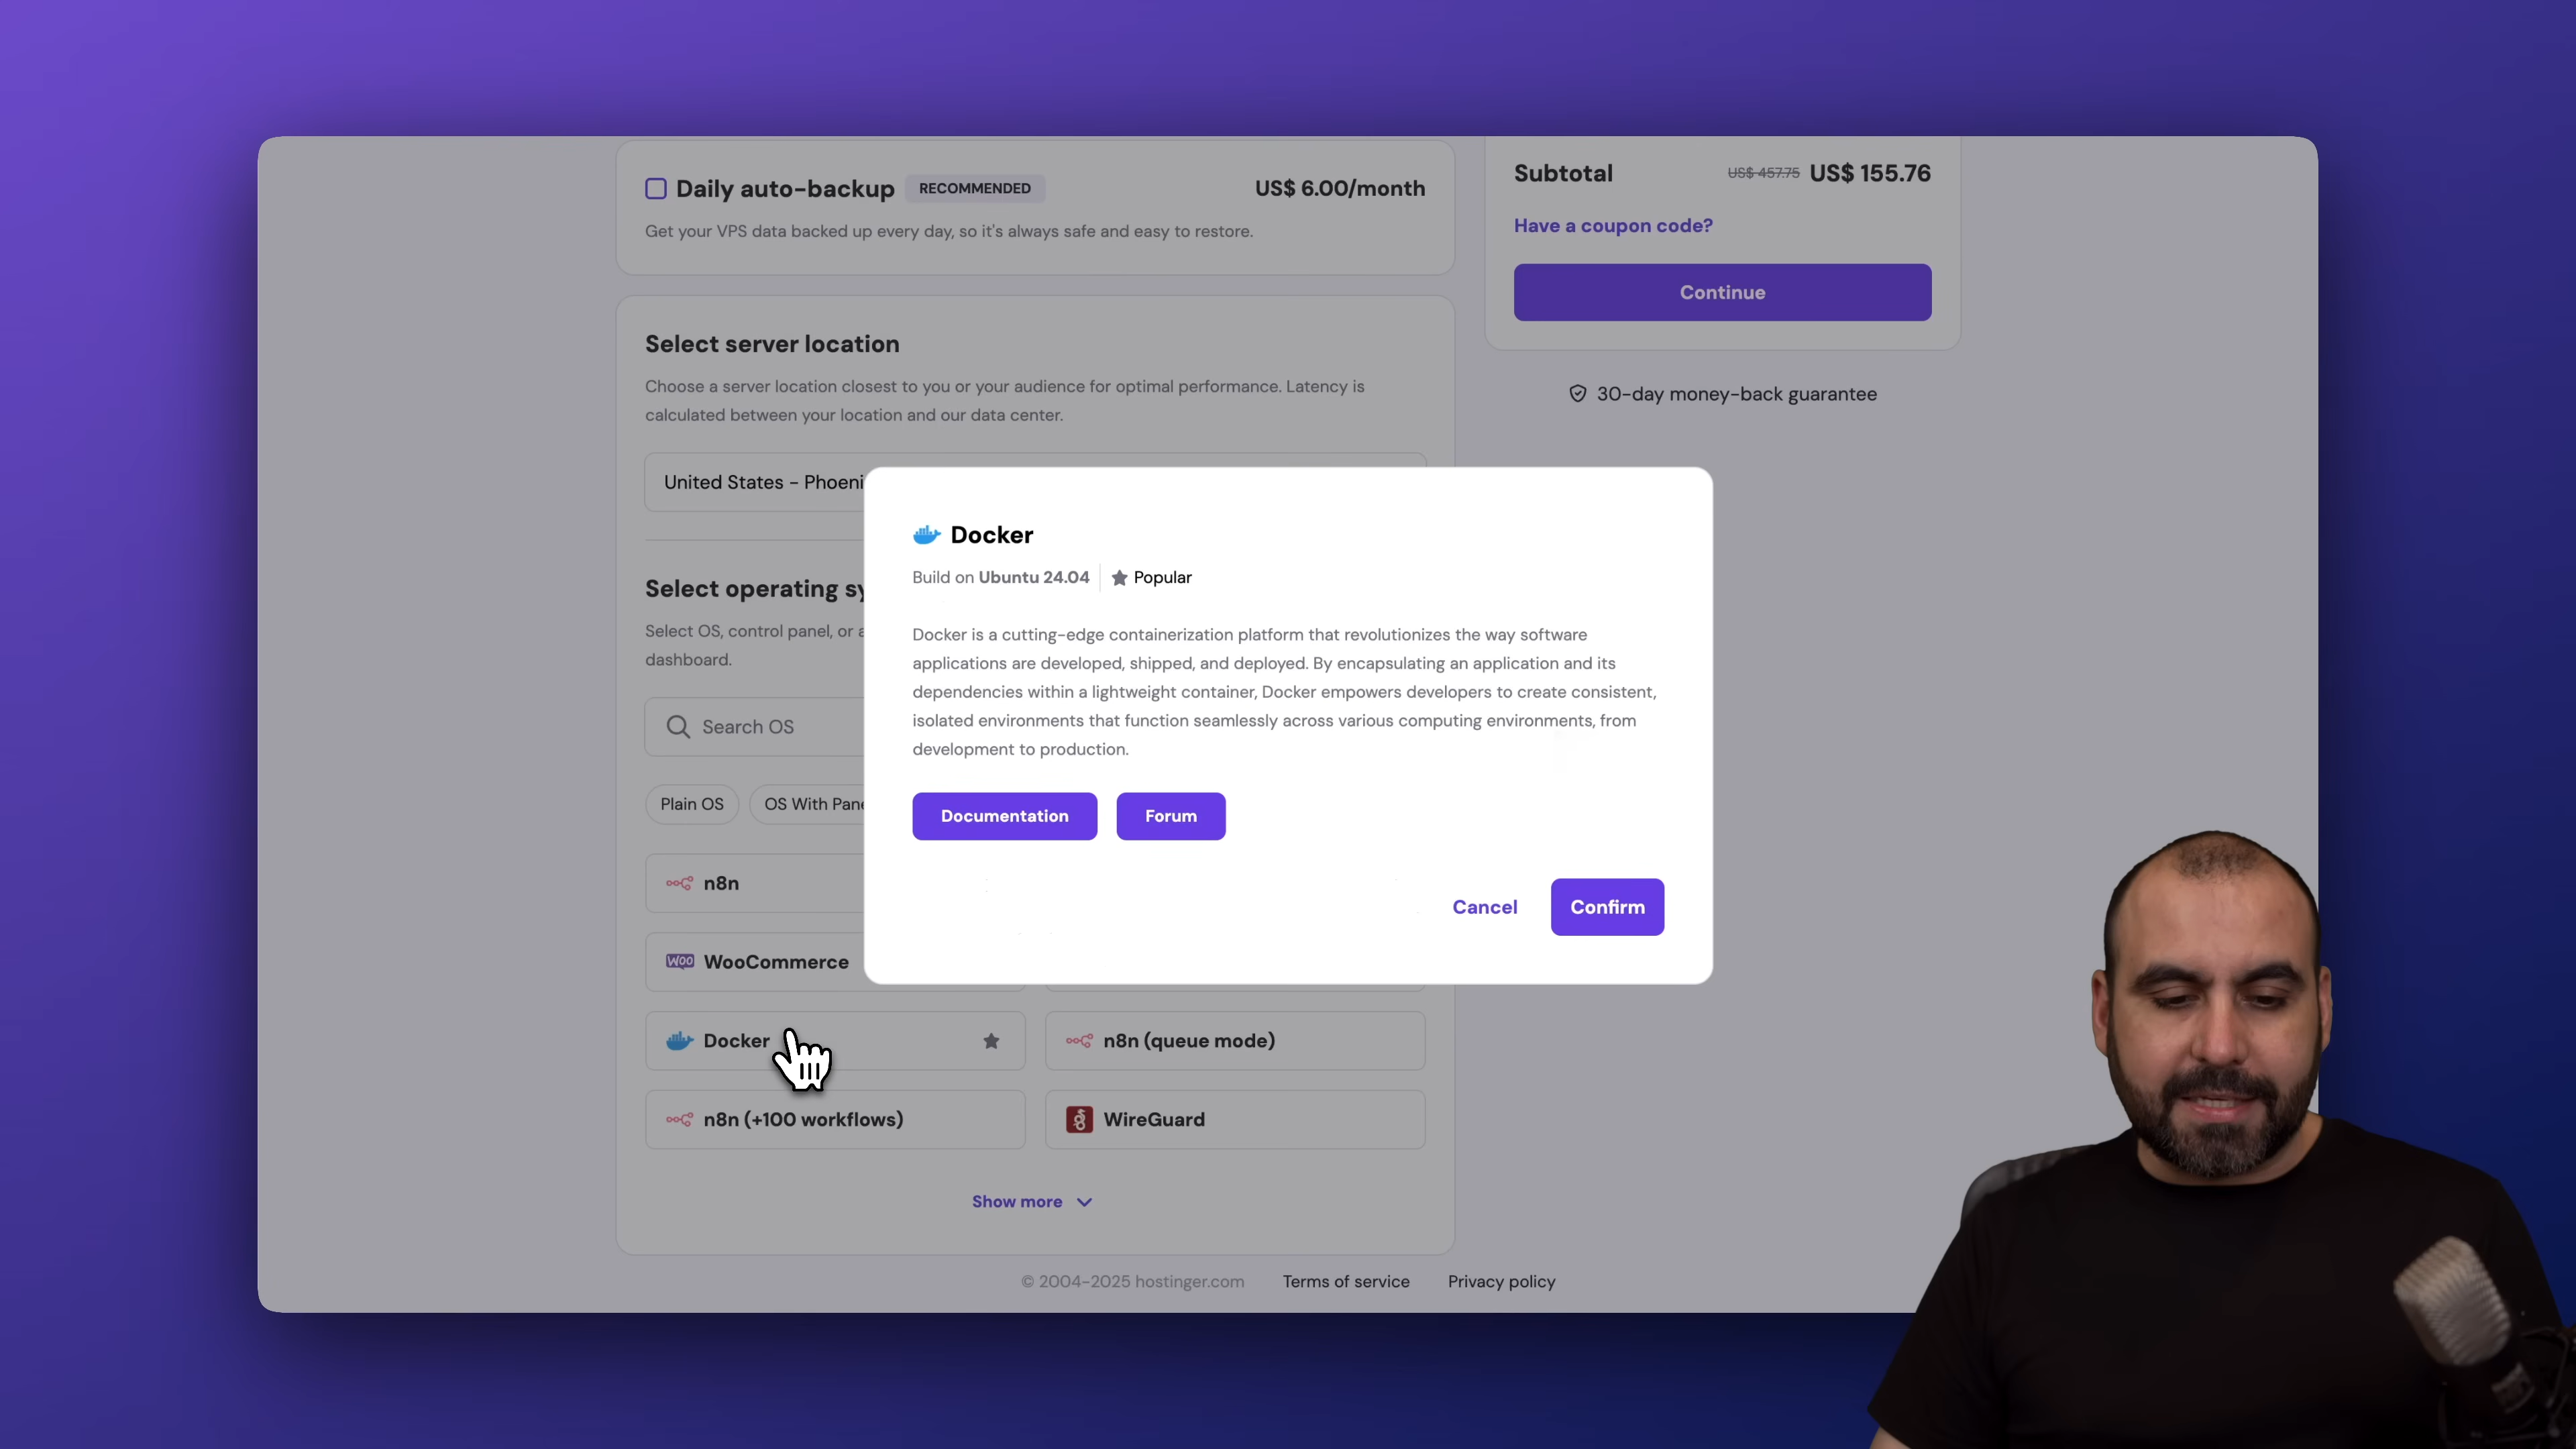 Daily auto-backup RECOMMENDED US$ 6.00/month
Get your VPS data backed up every day, so it's always safe and easy to restore.
Subtotal US$ 457.75 US$ 155.76
Have a coupon code?
Continue
30-day money-back guarantee
Select server location
Choose a server location closest to you or your audience for optimal performance. Latency is
calculated between your location and our data center.
United States - Phoeni
Select operating sy
Select OS, control panel, or a
dashboard.
Search OS
Plain OS OS With Pane
n8n
WOO WooCommerce
Docker
n8n (queue mode)
n8n (+100 workflows)
WireGuard
Show more
Docker
Build on Ubuntu 24.04 Popular
Docker is a cutting-edge containerization platform that revolutionizes the way software
applications are developed, shipped, and deployed. By encapsulating an application and its
dependencies within a lightweight container, Docker empowers developers to create consistent,
isolated environments that function seamlessly across various computing environments, from
development to production.
Documentation Forum
Cancel Confirm
© 2004-2025 hostinger.com Terms of service Privacy policy